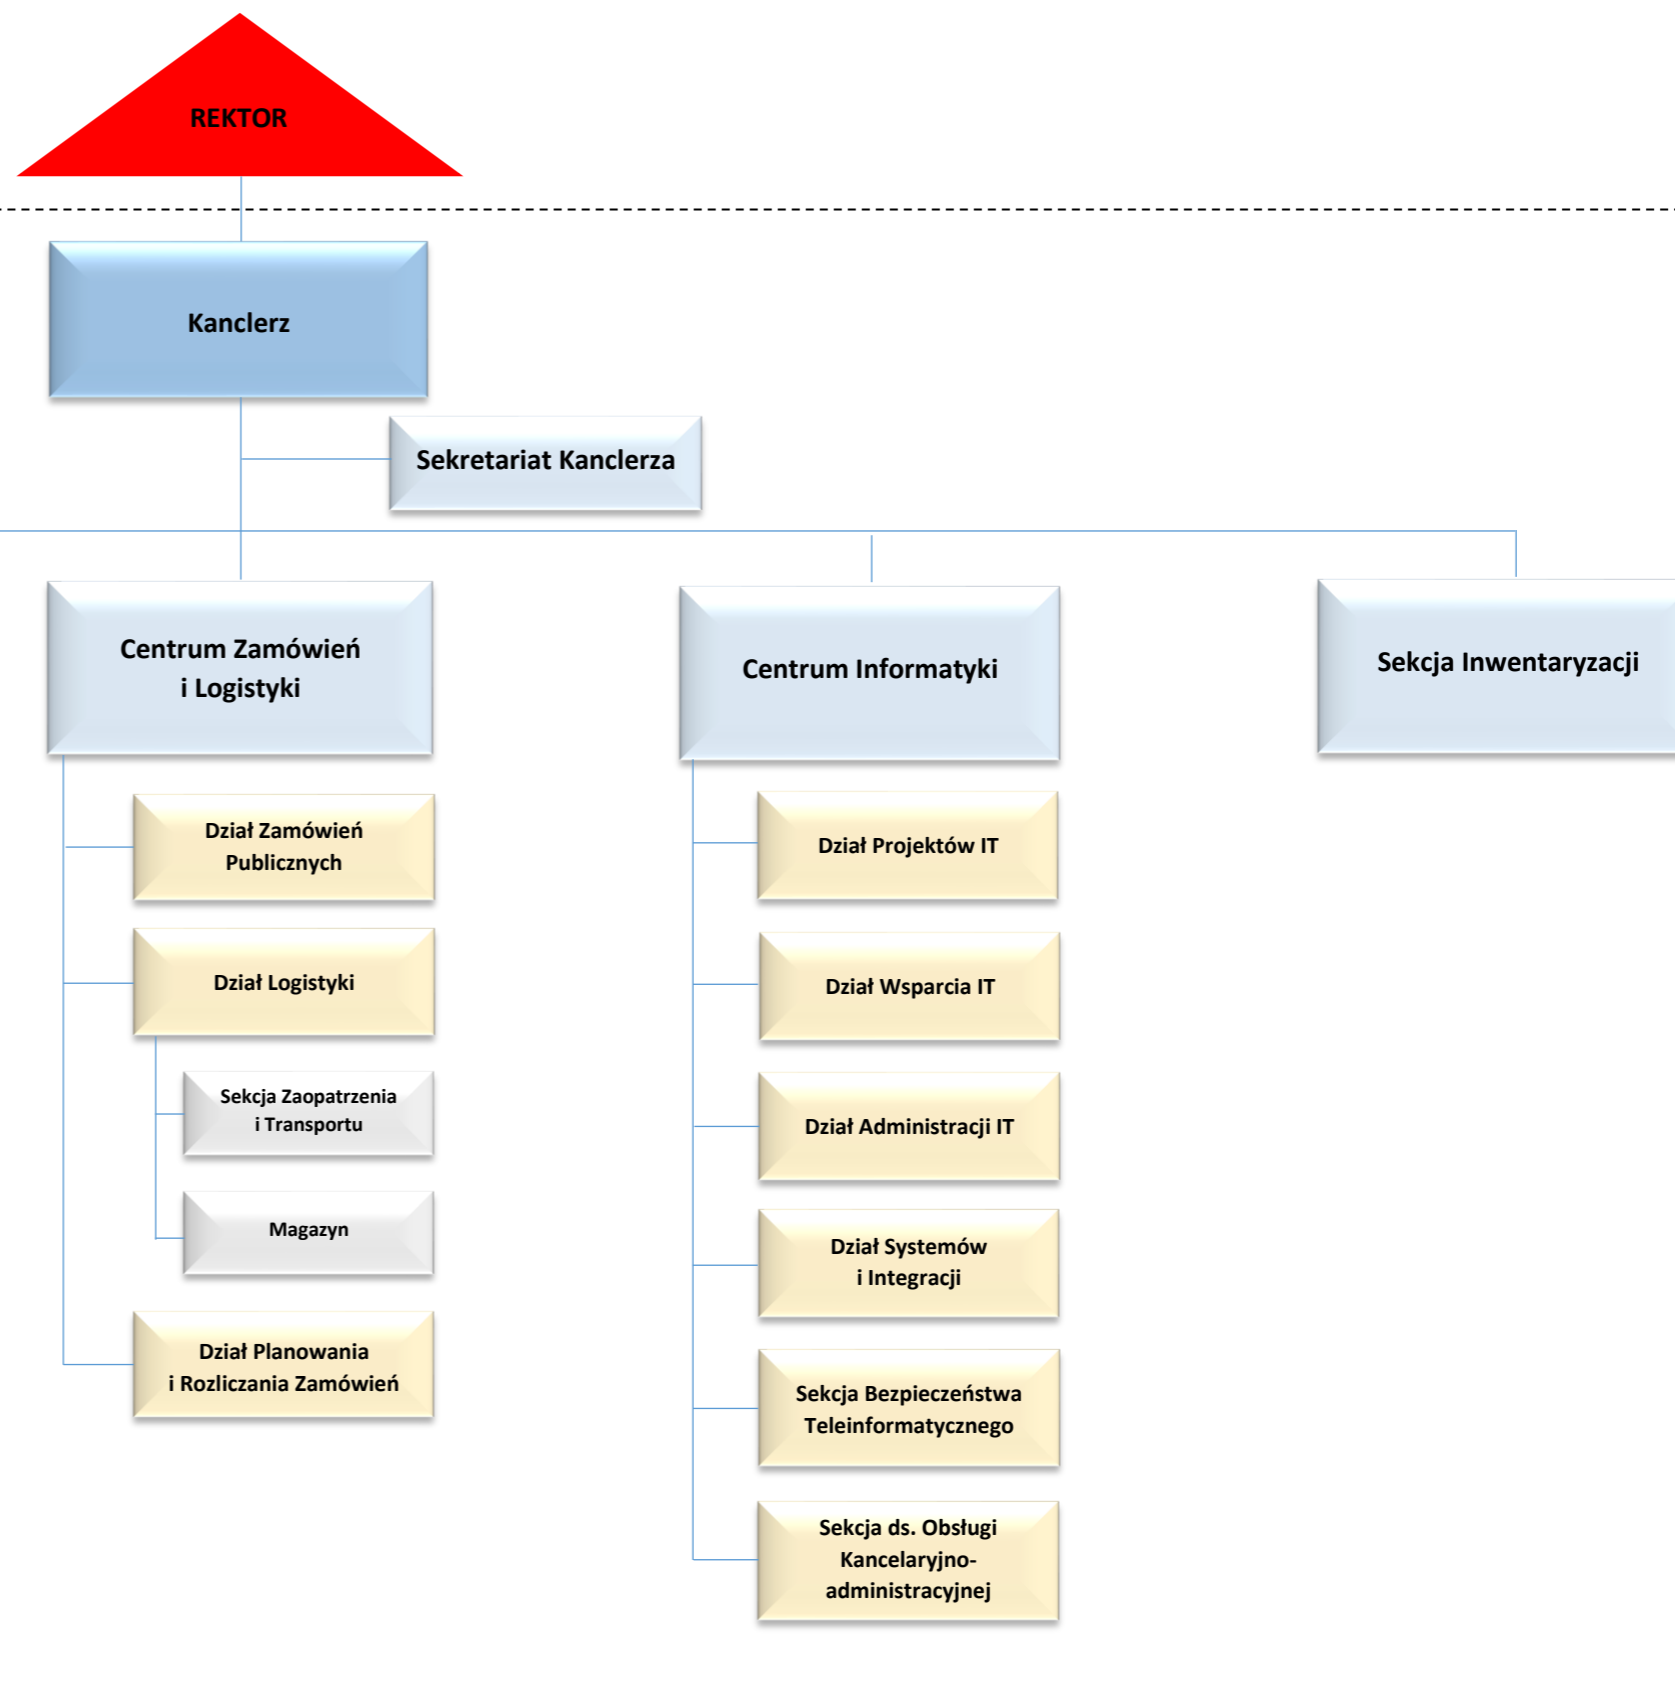 REKTOR
Kanclerz
Sekretariat Kanclerza
Centrum Zamówień
i Logistyki
Dział Zamówień
Publicznych
Dział Logistyki
Sekcja Zaopatrzenia
i Transportu
Magazyn
Dział Planowania
i Rozliczania Zamówień
Centrum Informatyki
Dział Projektów IT
Dział Wsparcia IT
Dział Administracji IT
Dział Systemów
i Integracji
Sekcja Bezpieczeństwa
Teleinformatycznego
Sekcja ds. Obsługi
Kancelaryjno-
administracyjnej
Sekcja Inwentaryzacji